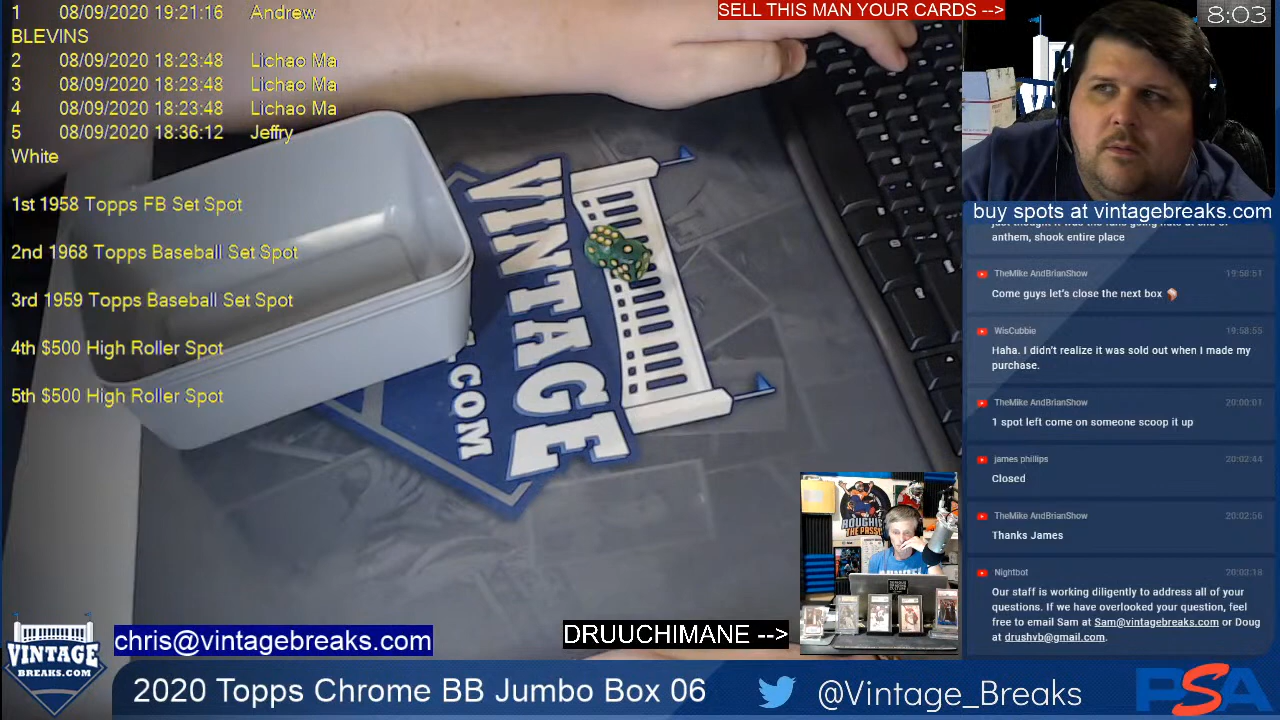 1 08/09/2020 19:21:16 Andrew
BLEVINS
2 08/09/2020 18:23:48 Lichao Ma
3 08/09/2020 18:23:48 Lichao Ma
4 08/09/2020 18:23:48 Lichao Ma
5 08/09/2020 18:36:12 Jeffry
White
1st 1958 Topps FB Set Spot
2nd 1968 Topps Baseball Set Spot
3rd 1959 Topps Baseball Set Spot
4th $500 High Roller Spot
5th $500 High Roller Spot
VINTAGE
.COM
SELL THIS MAN YOUR CARDS -->
8:03
buy spots at vintagebreaks.com
anthem, shook entire place
TheMike AndBrianShow 19:58:51
Come guys let's close the next box
WisCubbie 19:58:55
Haha. I didn't realize it was sold out when I made my
purchase.
TheMike AndBrianShow 20:00:01
1 spot left come on someone scoop it up
james phillips 20:02:44
Closed
TheMike AndBrianShow 20:02:56
Thanks James
Nightbot 20:03:18
Our staff is working diligently to address all of your
questions. If we have overlooked your question, feel
free to email Sam at Sam@vintagebreaks.com or Doug
at drushvb@gmail.com.
DRUUCHIMANE -->
chris@vintagebreaks.com
VINTAGE
BREAKS.COM
2020 Topps Chrome BB Jumbo Box 06
@Vintage_Breaks
PSA